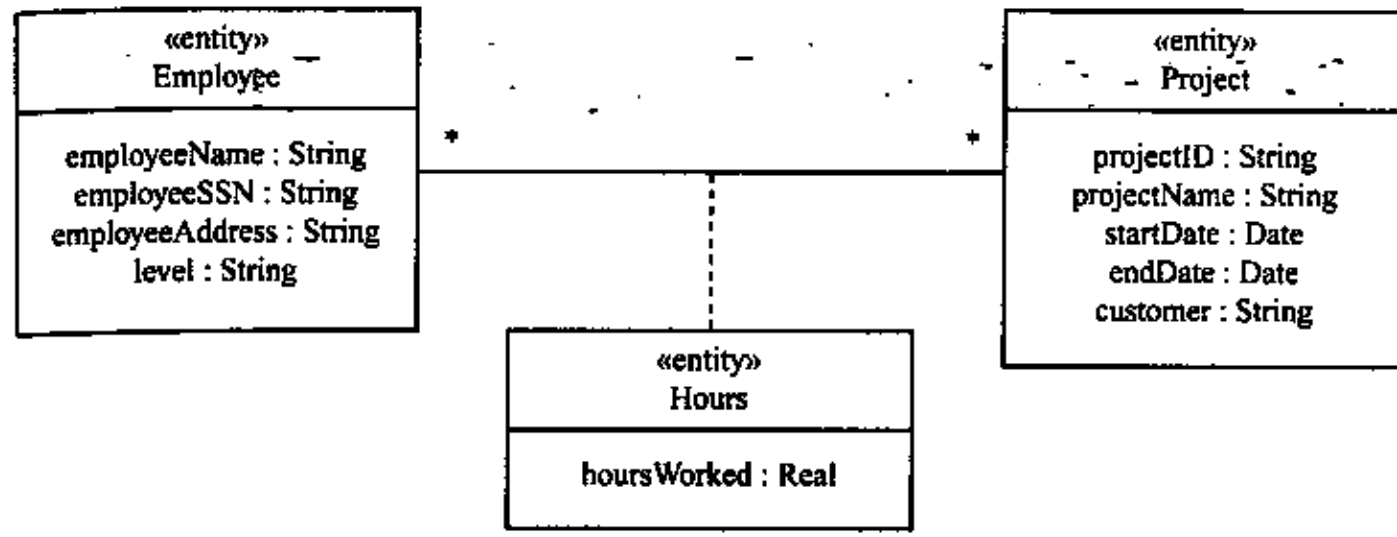 «entity»
Employee
employeeName : String
employeeSSN : String
employeeAddress : String
level : String
*
*
«entity»
Project
projectID : String
projectName : String
startDate : Date
endDate : Date
customer : String
«entity»
Hours
hoursWorked : Real